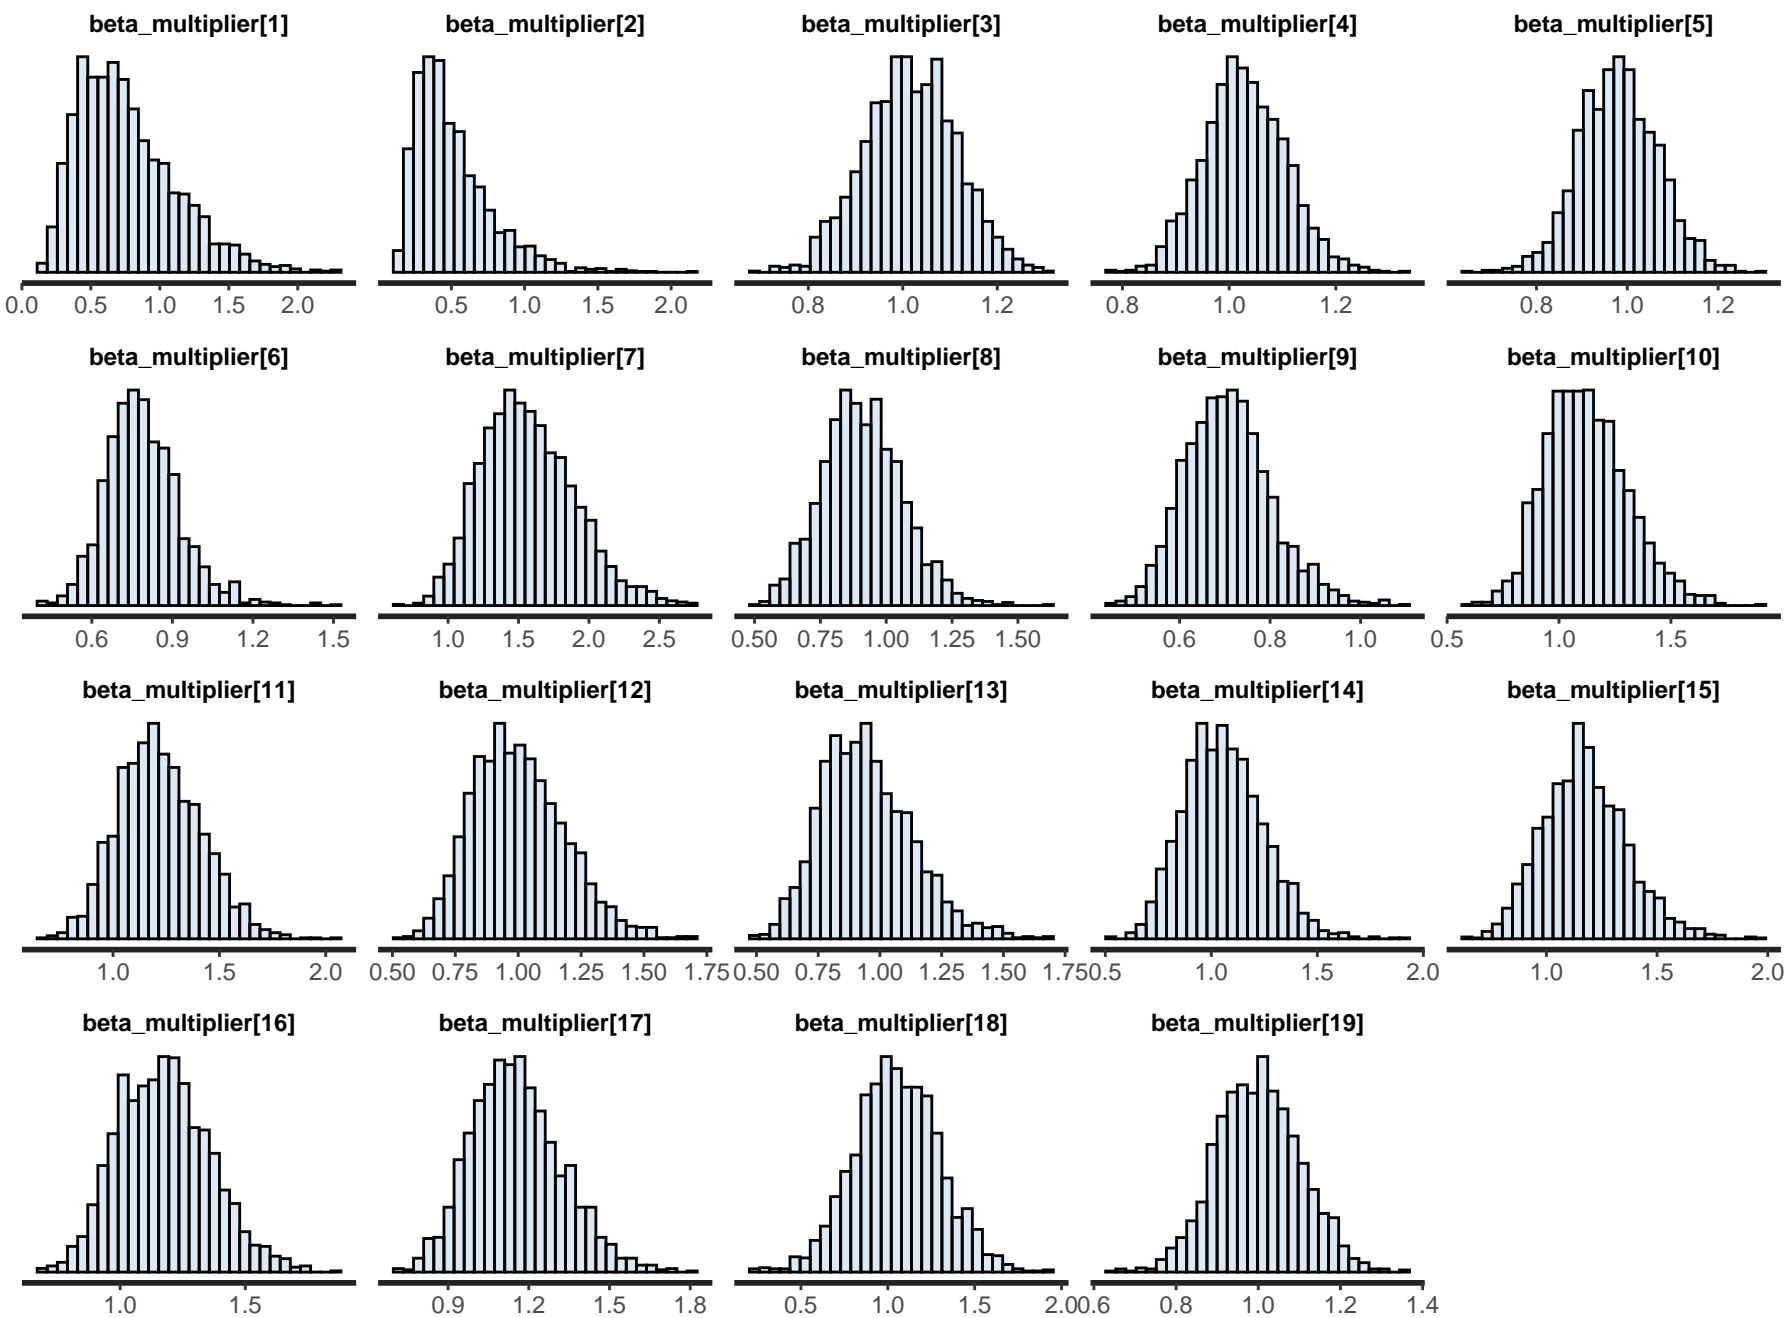 beta_multiplier[1] beta_multiplier[2] beta_multiplier[3] beta_multiplier[4] beta_multiplier[5]
0.0 0.5 1.0 1.5 2.0 0.5 1.0 1.5 2.0 0.8 1.0 1.2 0.8 1.0 1.2 0.8 1.0 1.2
beta_multiplier[6] beta_multiplier[7] beta_multiplier[8] beta_multiplier[9] beta_multiplier[10]
0.6 0.9 1.2 1.5 1.0 1.5 2.0 2.5 0.50 0.75 1.00 1.25 1.50 0.6 0.8 1.0 0.5 1.0 1.5
beta_multiplier[11] beta_multiplier[12] beta_multiplier[13] beta_multiplier[14] beta_multiplier[15]
1.0 1.5 2.0 0.50 0.75 1.00 1.25 1.50 1.75 0.50 0.75 1.00 1.25 1.50 1.75 0.5 1.0 1.5 2.0 1.0 1.5 2.0
beta_multiplier[16] beta_multiplier[17] beta_multiplier[18] beta_multiplier[19]
1.0 1.5 0.9 1.2 1.5 1.8 0.5 1.0 1.5 2.0 0.6 0.8 1.0 1.2 1.4